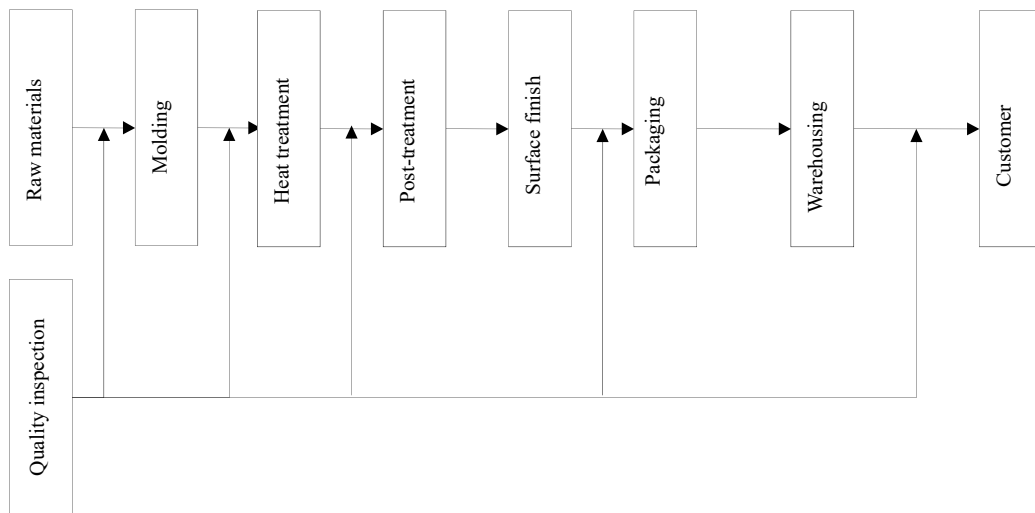 Raw materials
Molding
Heat treatment
Post-treatment
Surface finish
Packaging
Warehousing
Customer
Quality inspection